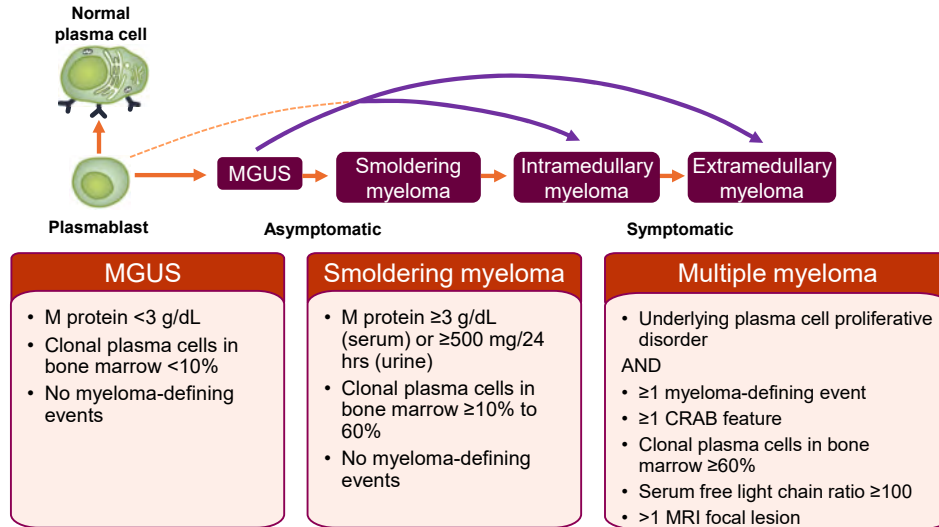 Normal
plasma cell
MGUS
Smoldering
myeloma
Intramedullary
myeloma
Extramedullary
myeloma
Plasmablast
Asymptomatic
Symptomatic
MGUS
• M protein <3 g/dL
• Clonal plasma cells in
bone marrow <10%
• No myeloma-defining
events
Smoldering myeloma
• M protein ≥3 g/dL
(serum) or ≥500 mg/24
hrs (urine)
• Clonal plasma cells in
bone marrow ≥10% to
60%
• No myeloma-defining
events
Multiple myeloma
• Underlying plasma cell proliferative
disorder
AND
• ≥1 myeloma-defining event
• ≥1 CRAB feature
• Clonal plasma cells in bone
marrow ≥60%
• Serum free light chain ratio ≥100
• >1 MRI focal lesion